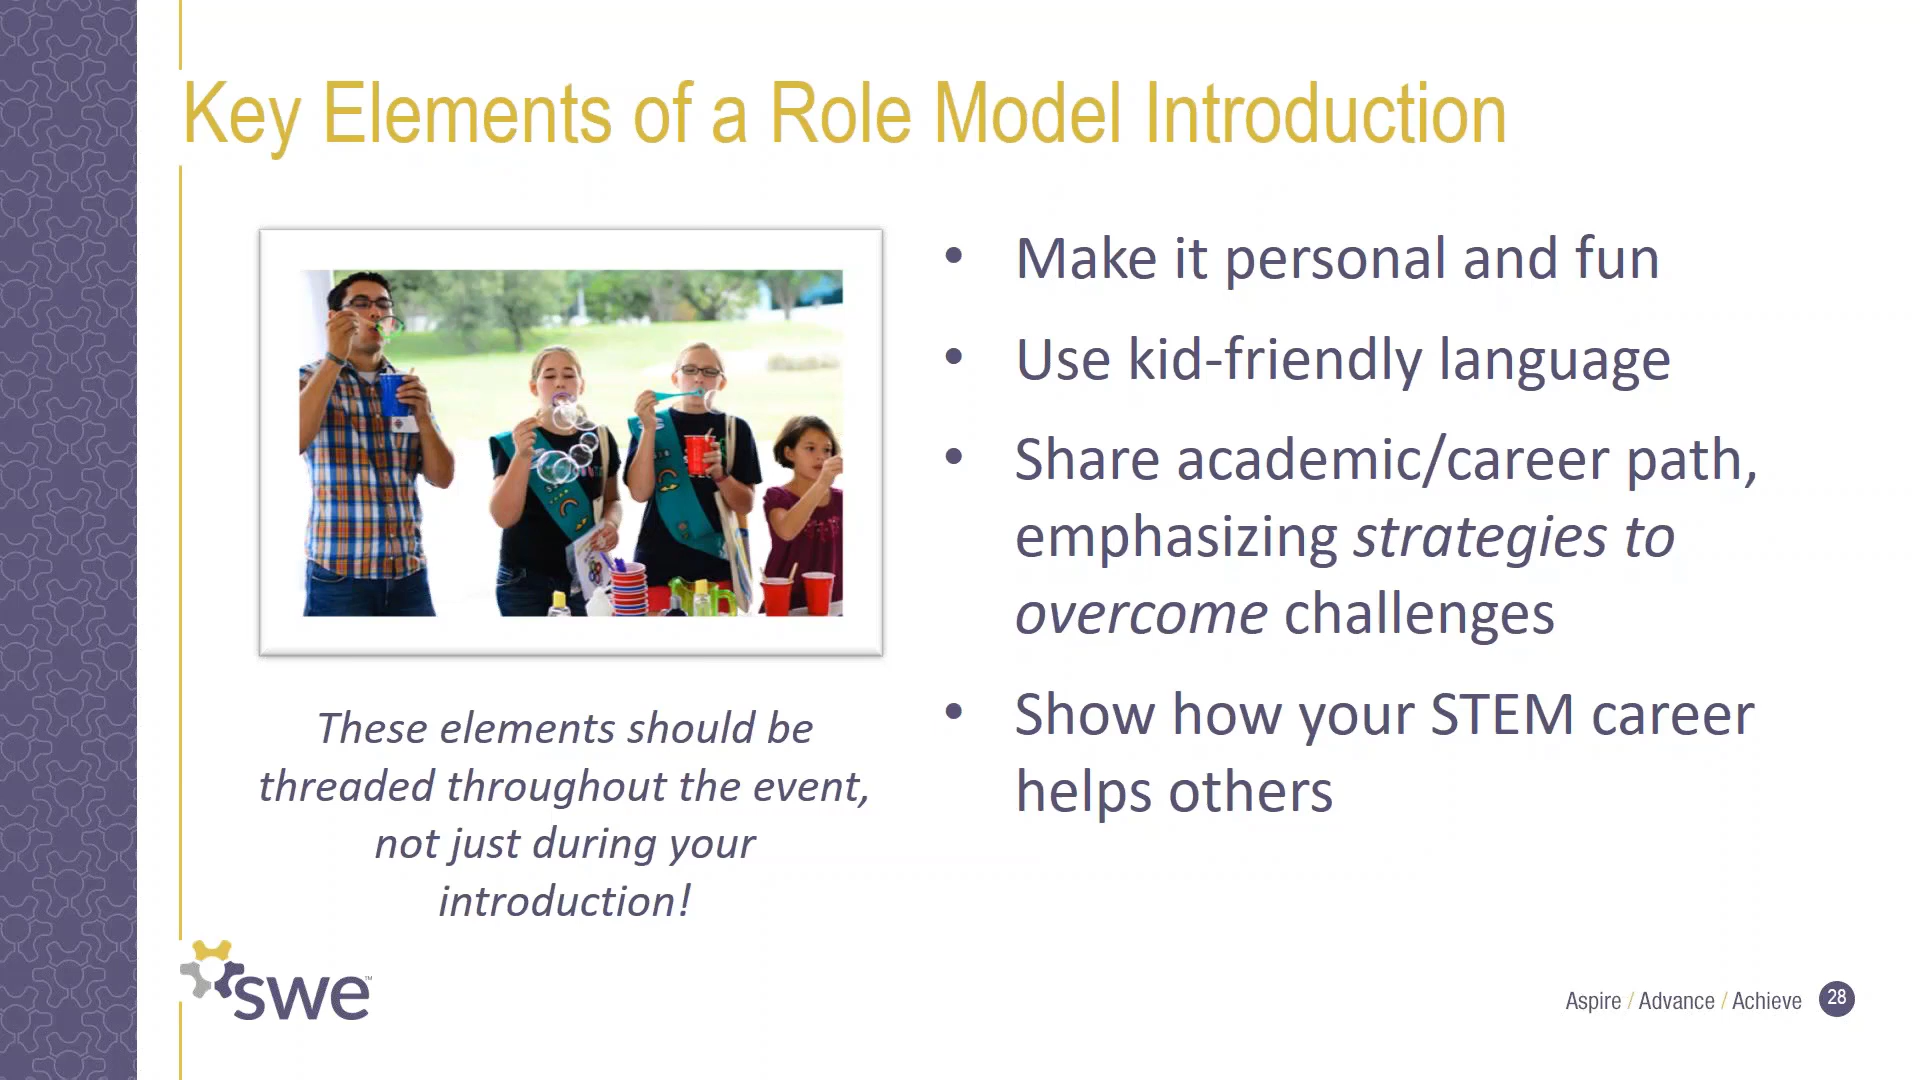 Key Elements of a Role Model Introduction
• Make it personal and fun
• Use kid-friendly language
• Share academic/career path,
emphasizing strategies to
overcome challenges
• Show how your STEM career
helps others
These elements should be
threaded throughout the event,
not just during your
introduction!
swe™
Aspire / Advance / Achieve 28